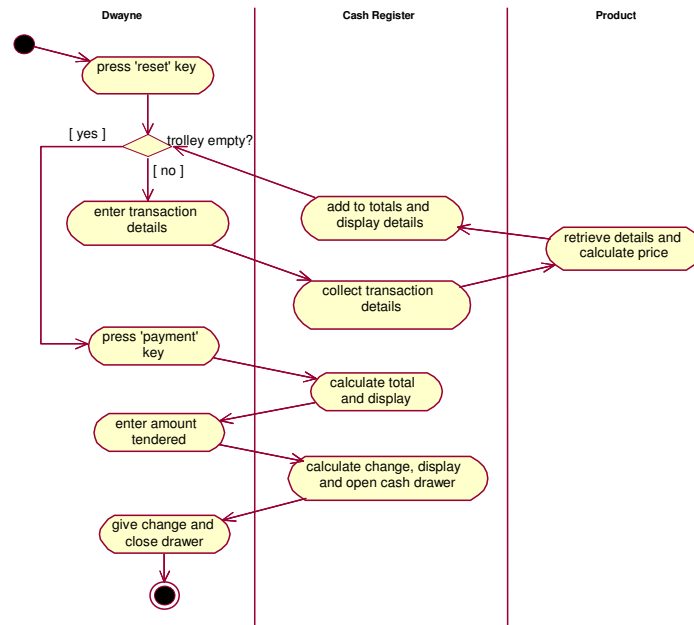 Dwayne
Cash Register
Product
press 'reset' key
[ yes ]
trolley empty?
[ no ]
enter transaction
details
add to totals and
display details
retrieve details and
calculate price
collect transaction
details
press 'payment'
key
calculate total
and display
enter amount
tendered
calculate change, display
and open cash drawer
give change and
close drawer